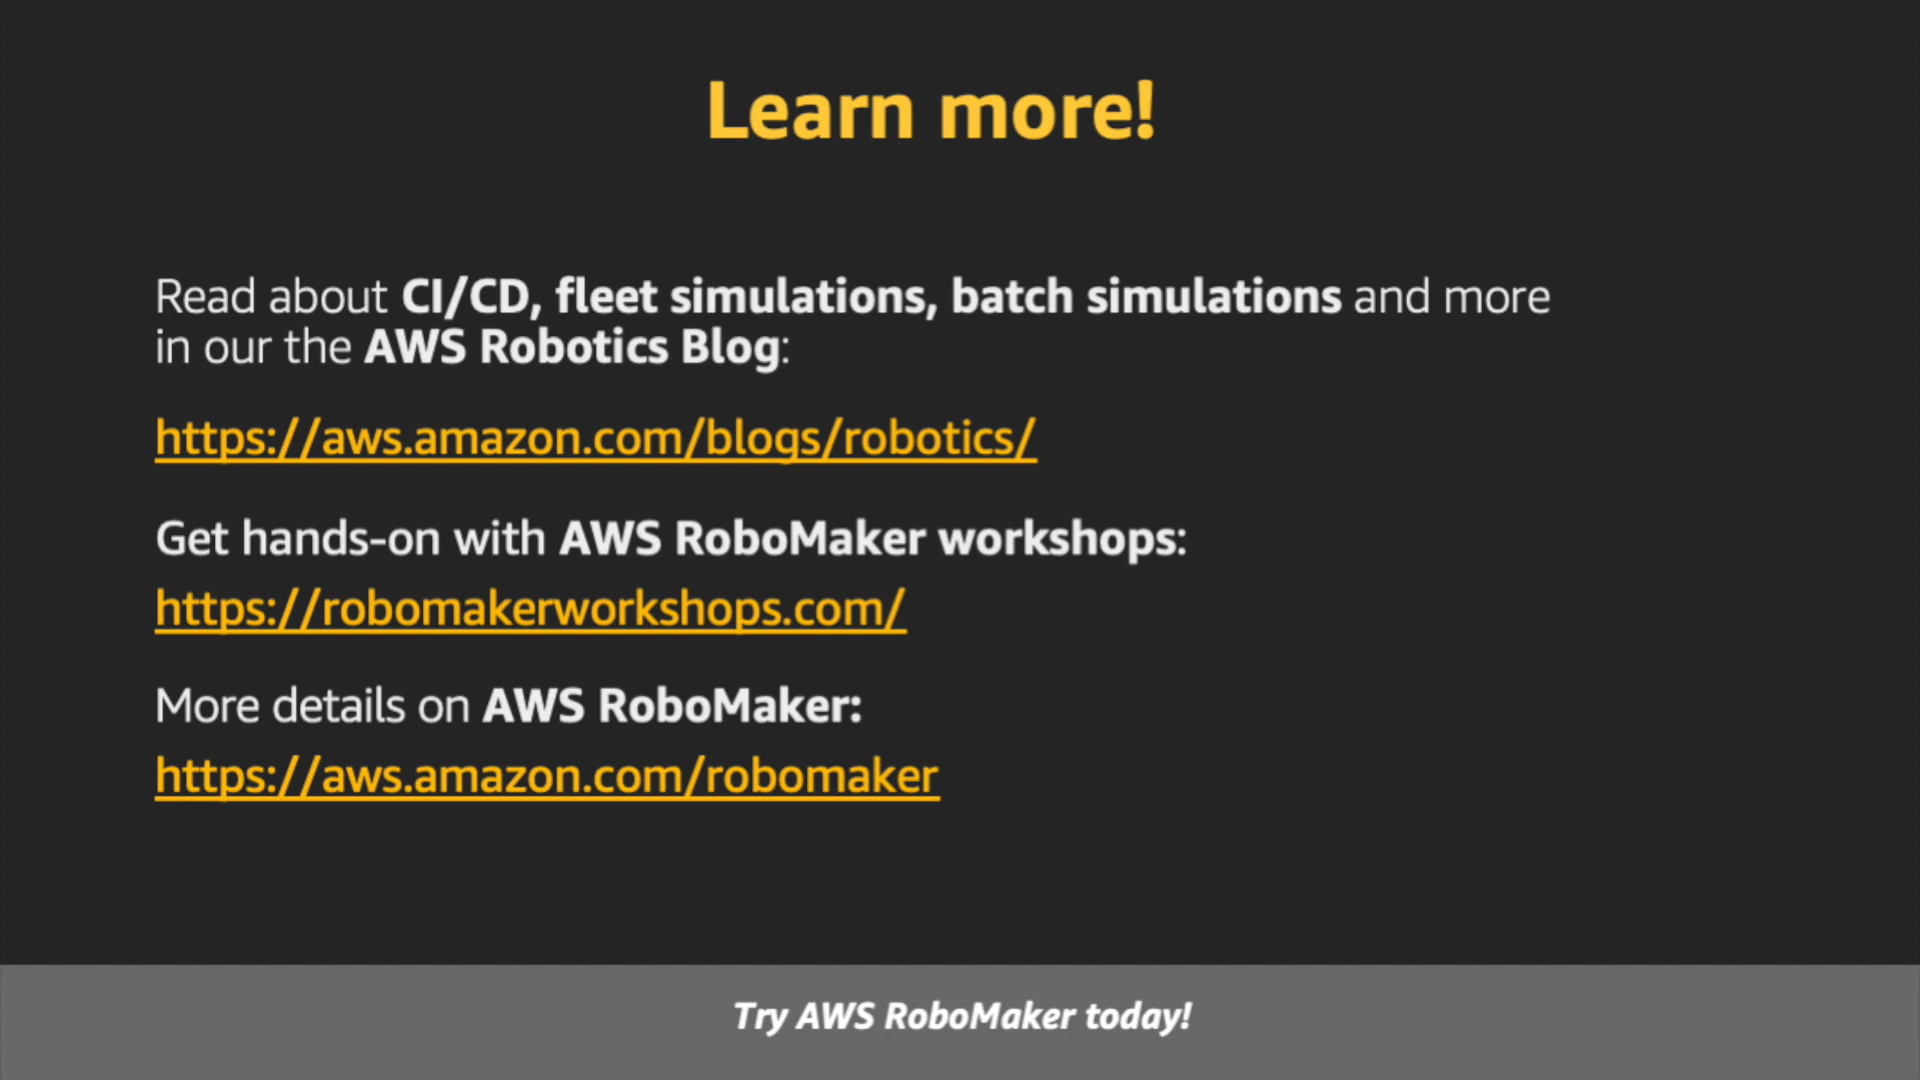 Learn more!
Read about CI/CD, fleet simulations, batch simulations and more
in our the AWS Robotics Blog:
https://aws.amazon.com/blogs/robotics/
Get hands-on with AWS RoboMaker workshops:
https://robomakerworkshops.com/
More details on AWS RoboMaker:
https://aws.amazon.com/robomaker
Try AWS RoboMaker today!